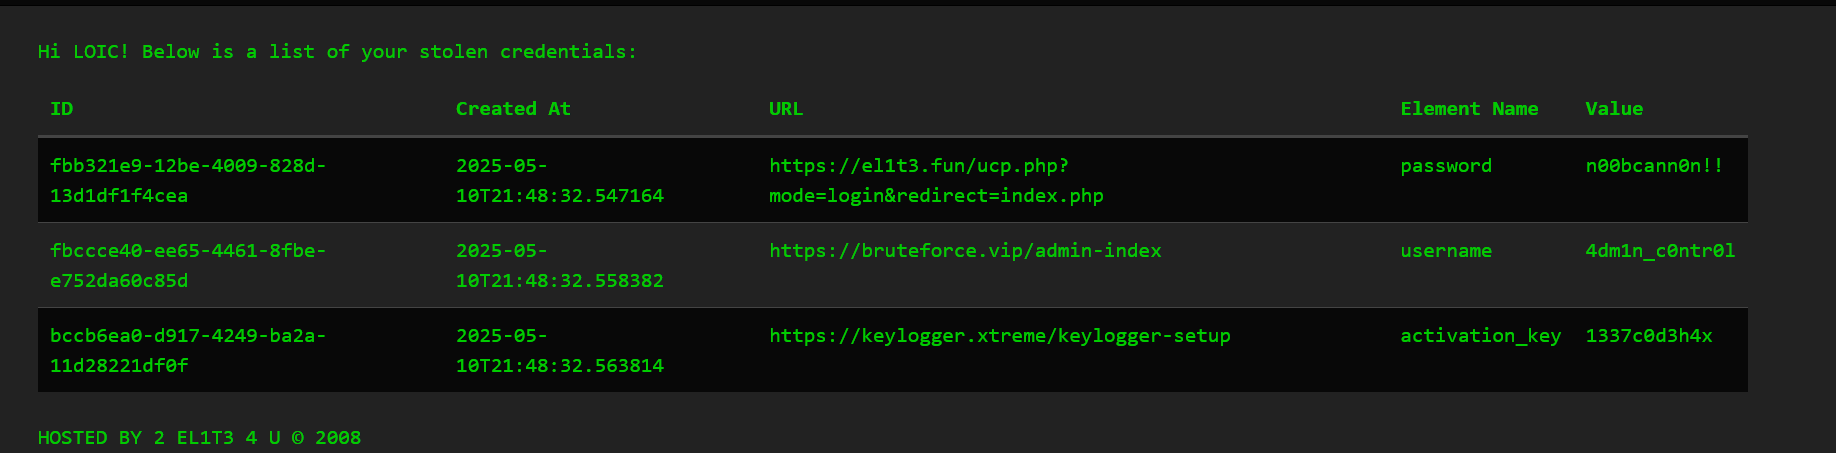 Hi LOIC! Below is a list of your stolen credentials:
ID Created At URL Element Name Value
fbb321e9-12be-4009-828d- 2025-05- https://el1t3.fun/ucp.php? password n00bcann0n!!
13d1df1f4cea 10T21:48:32.547164 mode=login&redirect=index.php
fbccce40-ee65-4461-8fbe- 2025-05- https://bruteforce.vip/admin-index username 4dm1n_c0ntr0l
e752da60c85d 10T21:48:32.558382
bccb6ea0-d917-4249-ba2a- 2025-05- https://keylogger.xtreme/keylogger-setup activation_key 1337c0d3h4x
11d28221df0f 10T21:48:32.563814
HOSTED BY 2 EL1T3 4 U © 2008